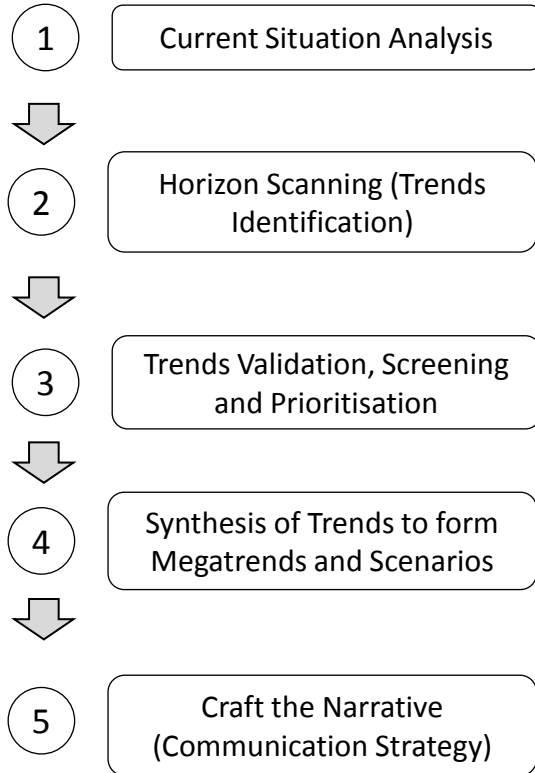 1
Current Situation Analysis
2
Horizon Scanning (Trends
Identification)
3
Trends Validation, Screening
and Prioritisation
4
Synthesis of Trends to form
Megatrends and Scenarios
5
Craft the Narrative
(Communication Strategy)